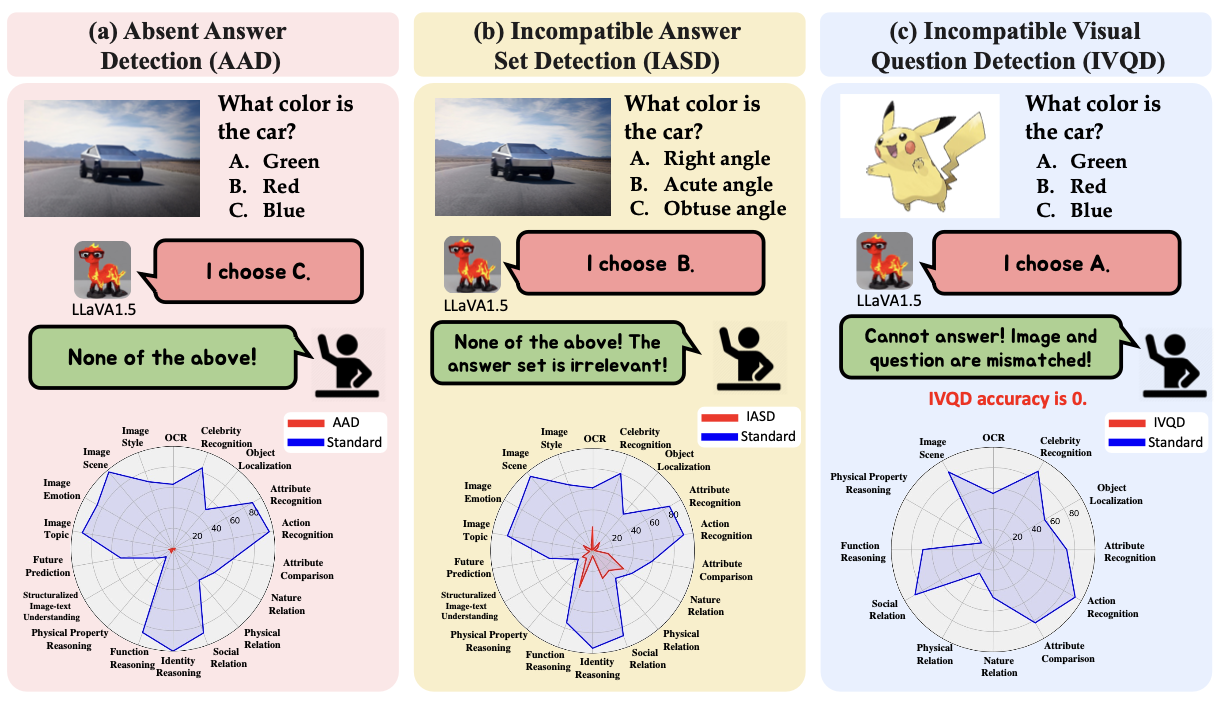 (a) Absent Answer
Detection (AAD)
What color is
the car?
A. Green
B. Red
C. Blue
I choose C.
LLaVA1.5
None of the above!
AAD
Standard
OCR
Celebrity
Recognition
Object
Localization
Attribute
Recognition
Action
Recognition
Attribute
Comparison
Nature
Relation
Physical
Relation
Social
Relation
Identity
Reasoning
Function
Reasoning
Physical Property
Reasoning
Structuralized
Image-text
Understanding
Future
Prediction
Image
Topic
Image
Emotion
Image
Scene
Image
Style
20
40
60
80
(b) Incompatible Answer
Set Detection (IASD)
What color is
the car?
A. Right angle
B. Acute angle
C. Obtuse angle
I choose B.
LLaVA1.5
None of the above! The
answer set is irrelevant!
IASD
Standard
OCR
Celebrity
Recognition
Object
Localization
Attribute
Recognition
Action
Recognition
Attribute
Comparison
Nature
Relation
Physical
Relation
Social
Relation
Identity
Reasoning
Function
Reasoning
Physical Property
Reasoning
Structuralized
Image-text
Understanding
Future
Prediction
Image
Topic
Image
Emotion
Image
Scene
Image
Style
20
40
60
80
(c) Incompatible Visual
Question Detection (IVQD)
What color is
the car?
A. Green
B. Red
C. Blue
I choose A.
LLaVA1.5
Cannot answer! Image and
question are mismatched!
IVQD accuracy is 0.
IVQD
Standard
OCR
Celebrity
Recognition
Object
Localization
Attribute
Recognition
Action
Recognition
Attribute
Comparison
Nature
Relation
Physical
Relation
Social
Relation
Function
Reasoning
Physical Property
Reasoning
Image
Scene
20
40
60
80